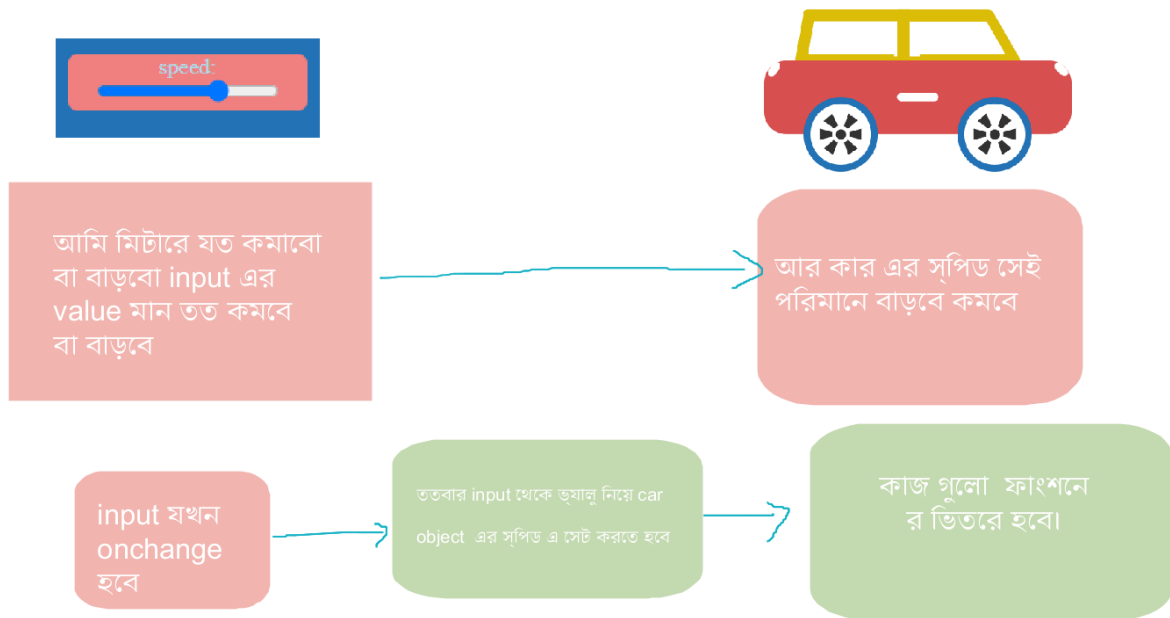 speed:
আমি মিটারে যত কমাবো
বা বাড়বো input এর
value মান তত কমবে
বা বাড়বে
আর কার এর স্পিড সেই
পরিমানে বাড়বে কমবে
input যখন
onchange
হবে
ততবার input থেকে ভ্যালু নিয়ে car
object এর স্পিড এ সেট করতে হবে
কাজ গুলো ফাংশনে
র ভিতরে হবে।